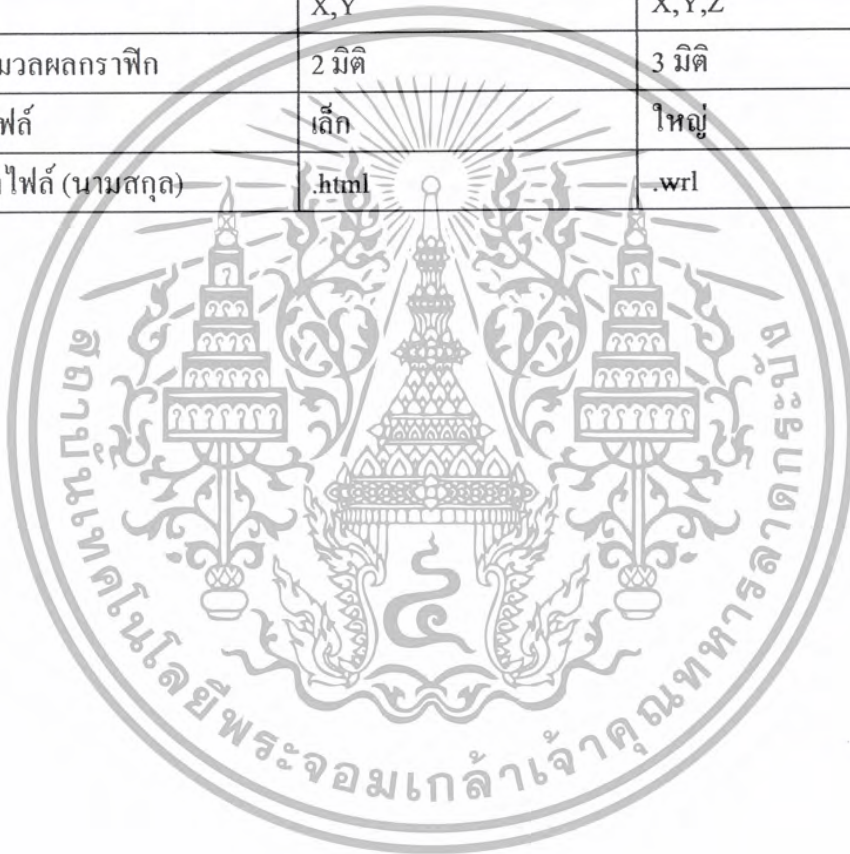 X,Y X,Y,Z
มวลผลกราฟิก 2 มิติ 3 มิติ
ฟล์ เล็ก ใหญ่
ไฟล์ (นามสกุล) .html .wrl
สถาบันเทคโนโลยีพระจอมเกล้าเจ้าคุณทหารลาดกระบัง
๔